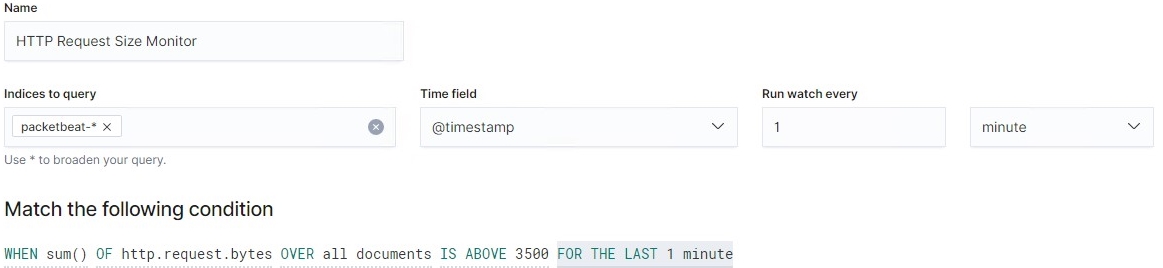 Name
HTTP Request Size Monitor
Indices to query Time field Run watch every
packetbeat-* × @timestamp 1 minute
Use * to broaden your query.
Match the following condition
WHEN sum() OF http.request.bytes OVER all documents IS ABOVE 3500 FOR THE LAST 1 minute